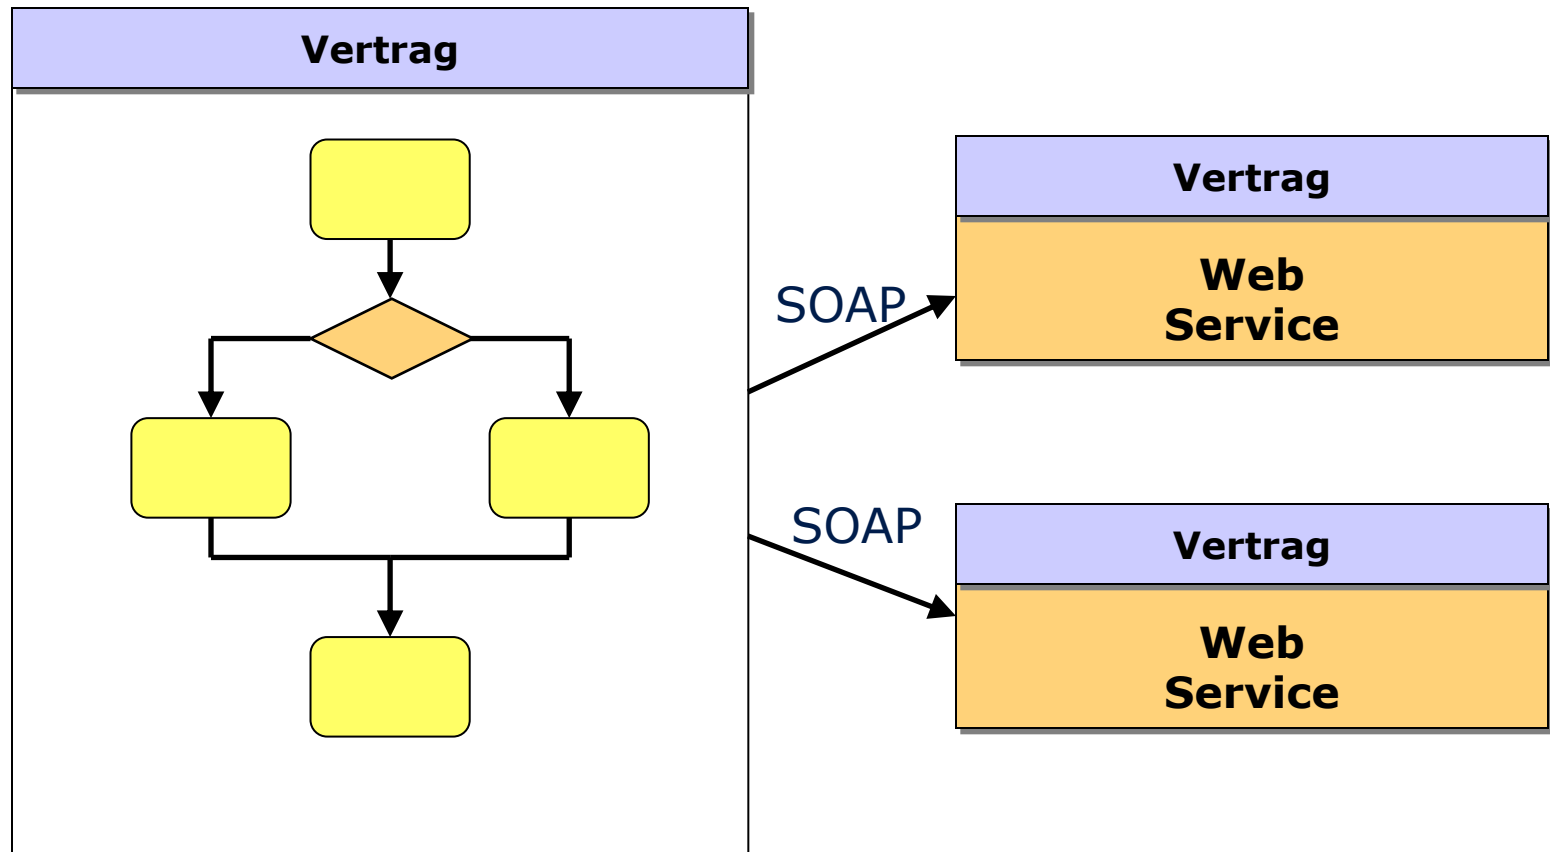 Vertrag
Vertrag
Web
Service
SOAP
SOAP
Vertrag
Web
Service